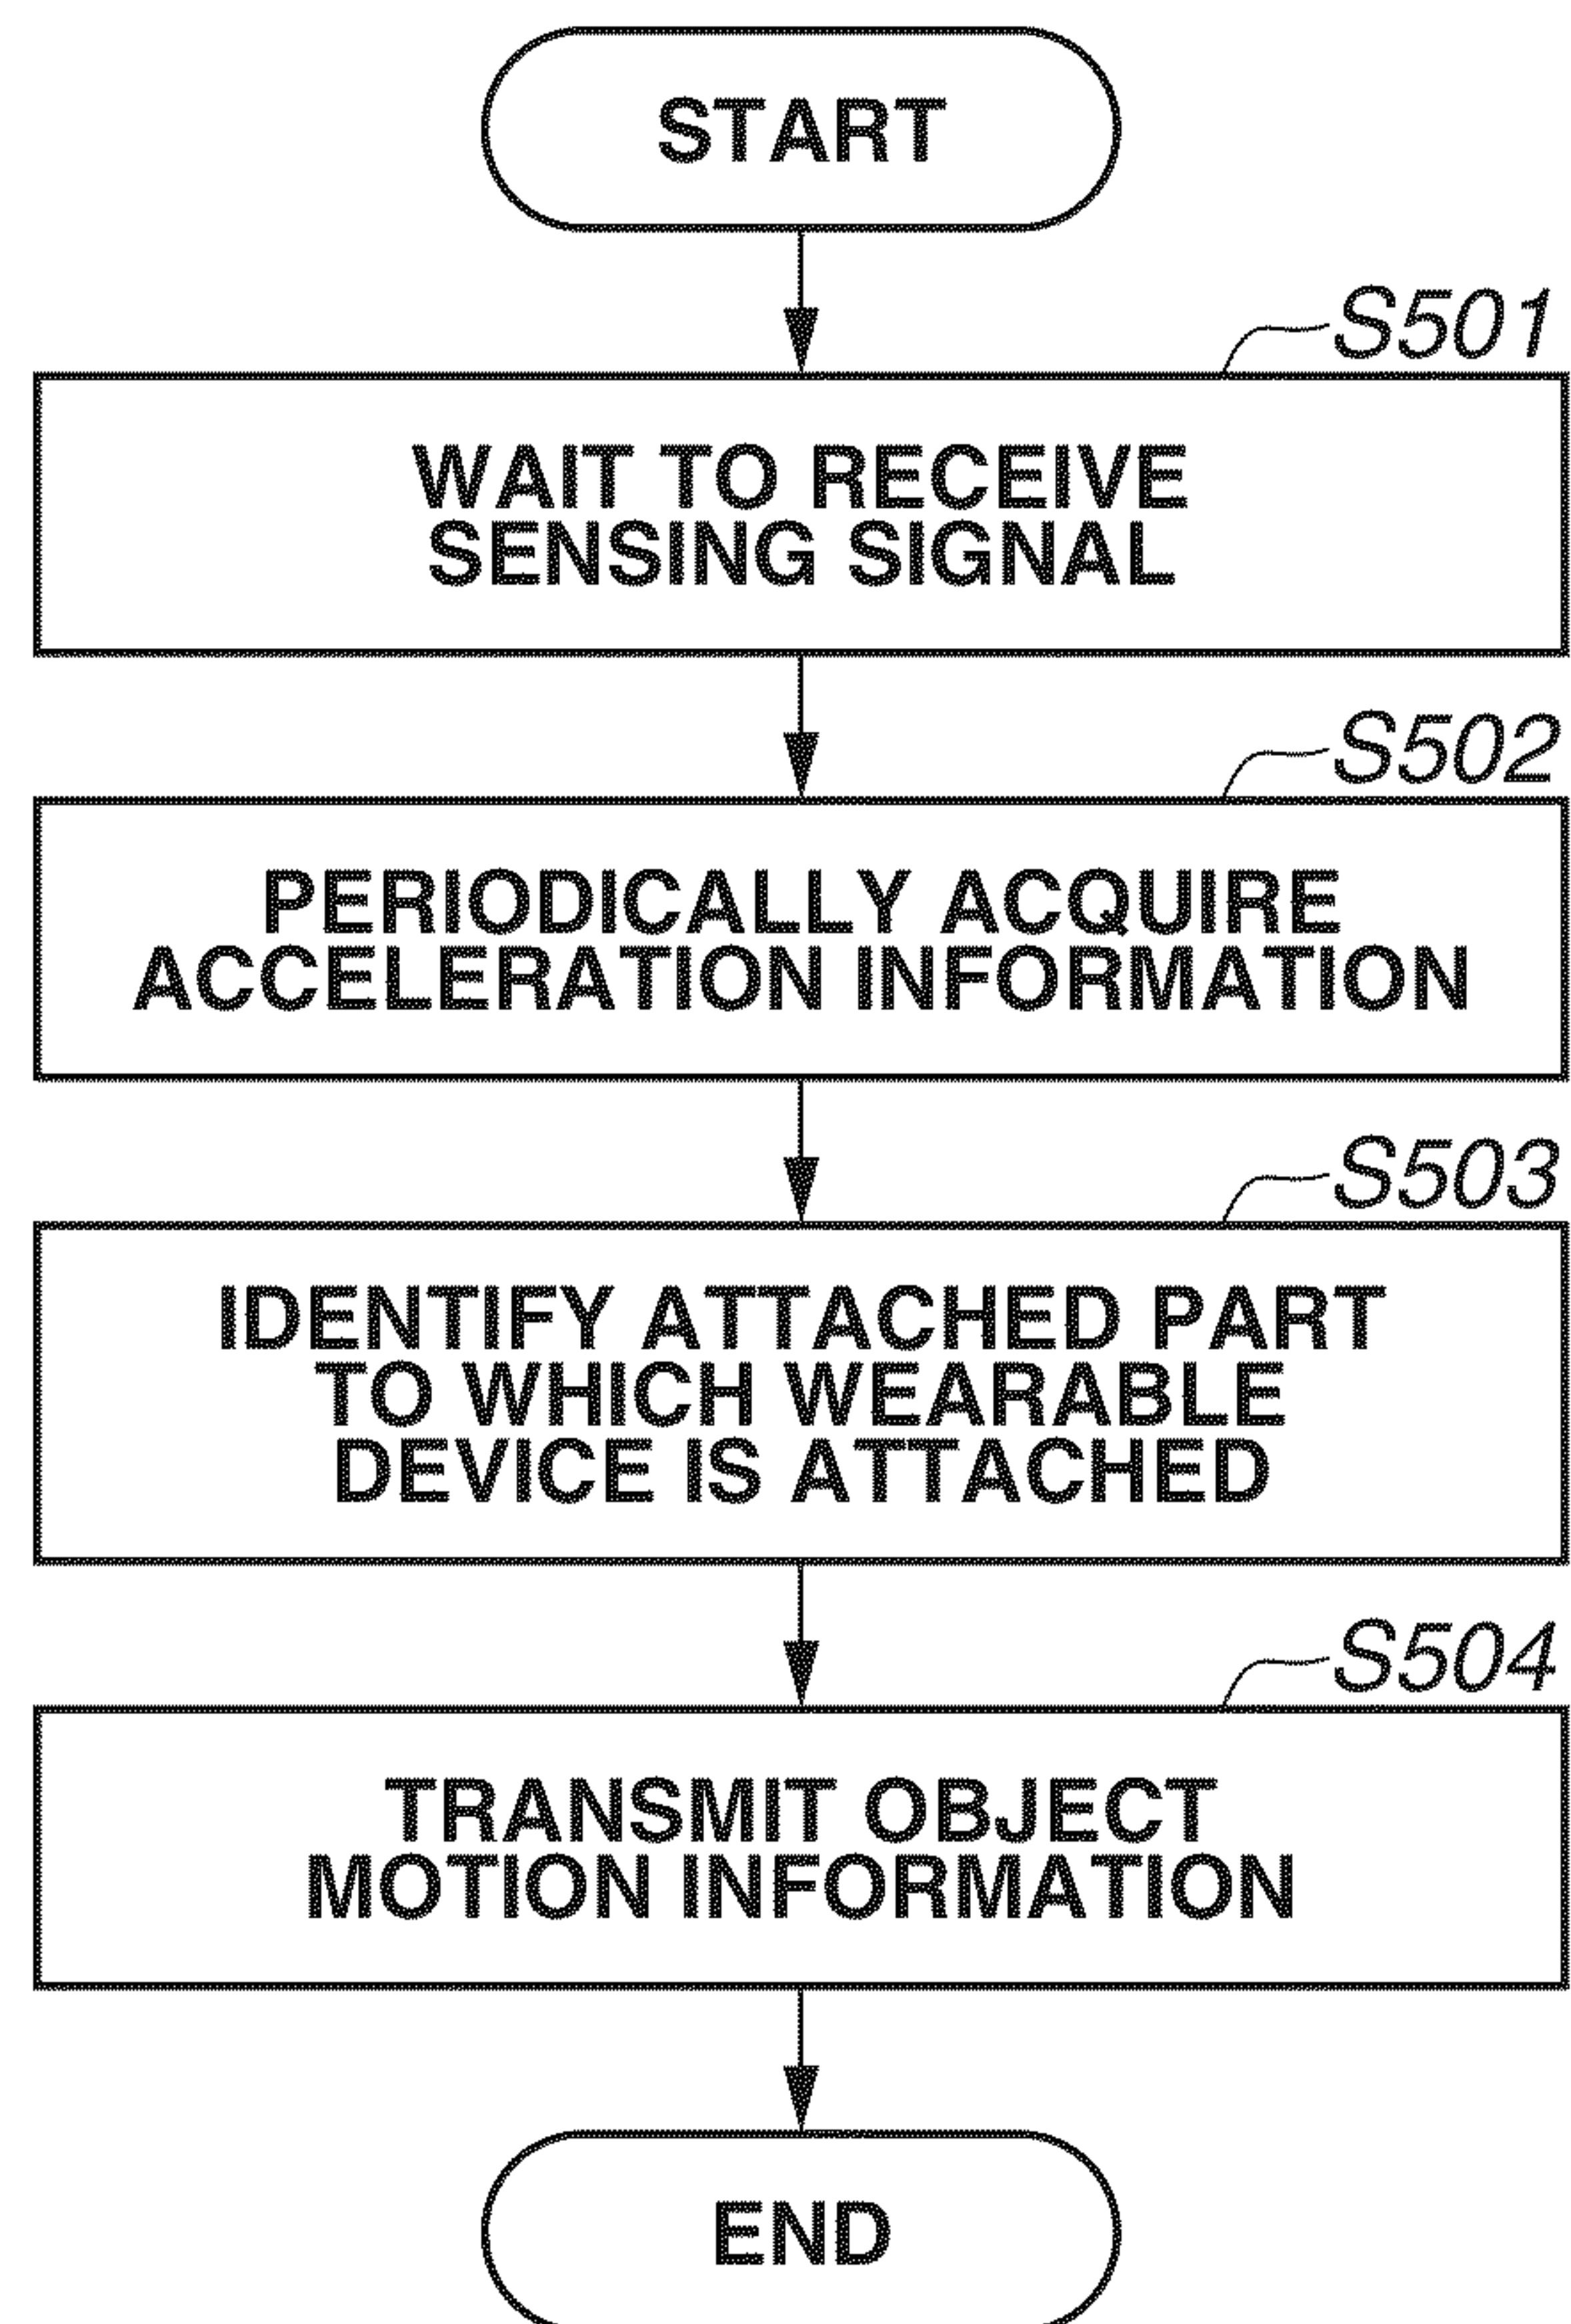 START
S501
WAIT TO RECEIVE
SENSING SIGNAL
S502
PERIODICALLY ACQUIRE
ACCELERATION INFORMATION
S503
IDENTIFY ATTACHED PART
TO WHICH WEARABLE
DEVICE IS ATTACHED
S504
TRANSMIT OBJECT
MOTION INFORMATION
END